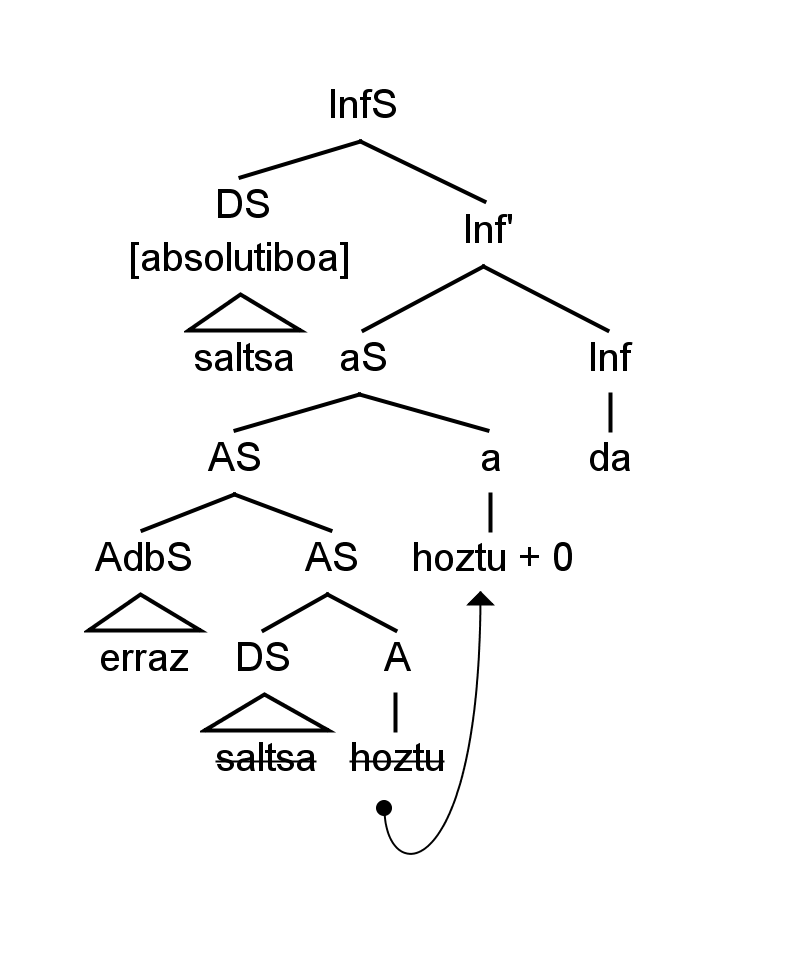 InfS
DS
[absolutiboa]
Inf'
saltsa
aS
Inf
AS
a
da
AdbS
AS
hoztu + 0
erraz
DS
A
saltsa
hoztu